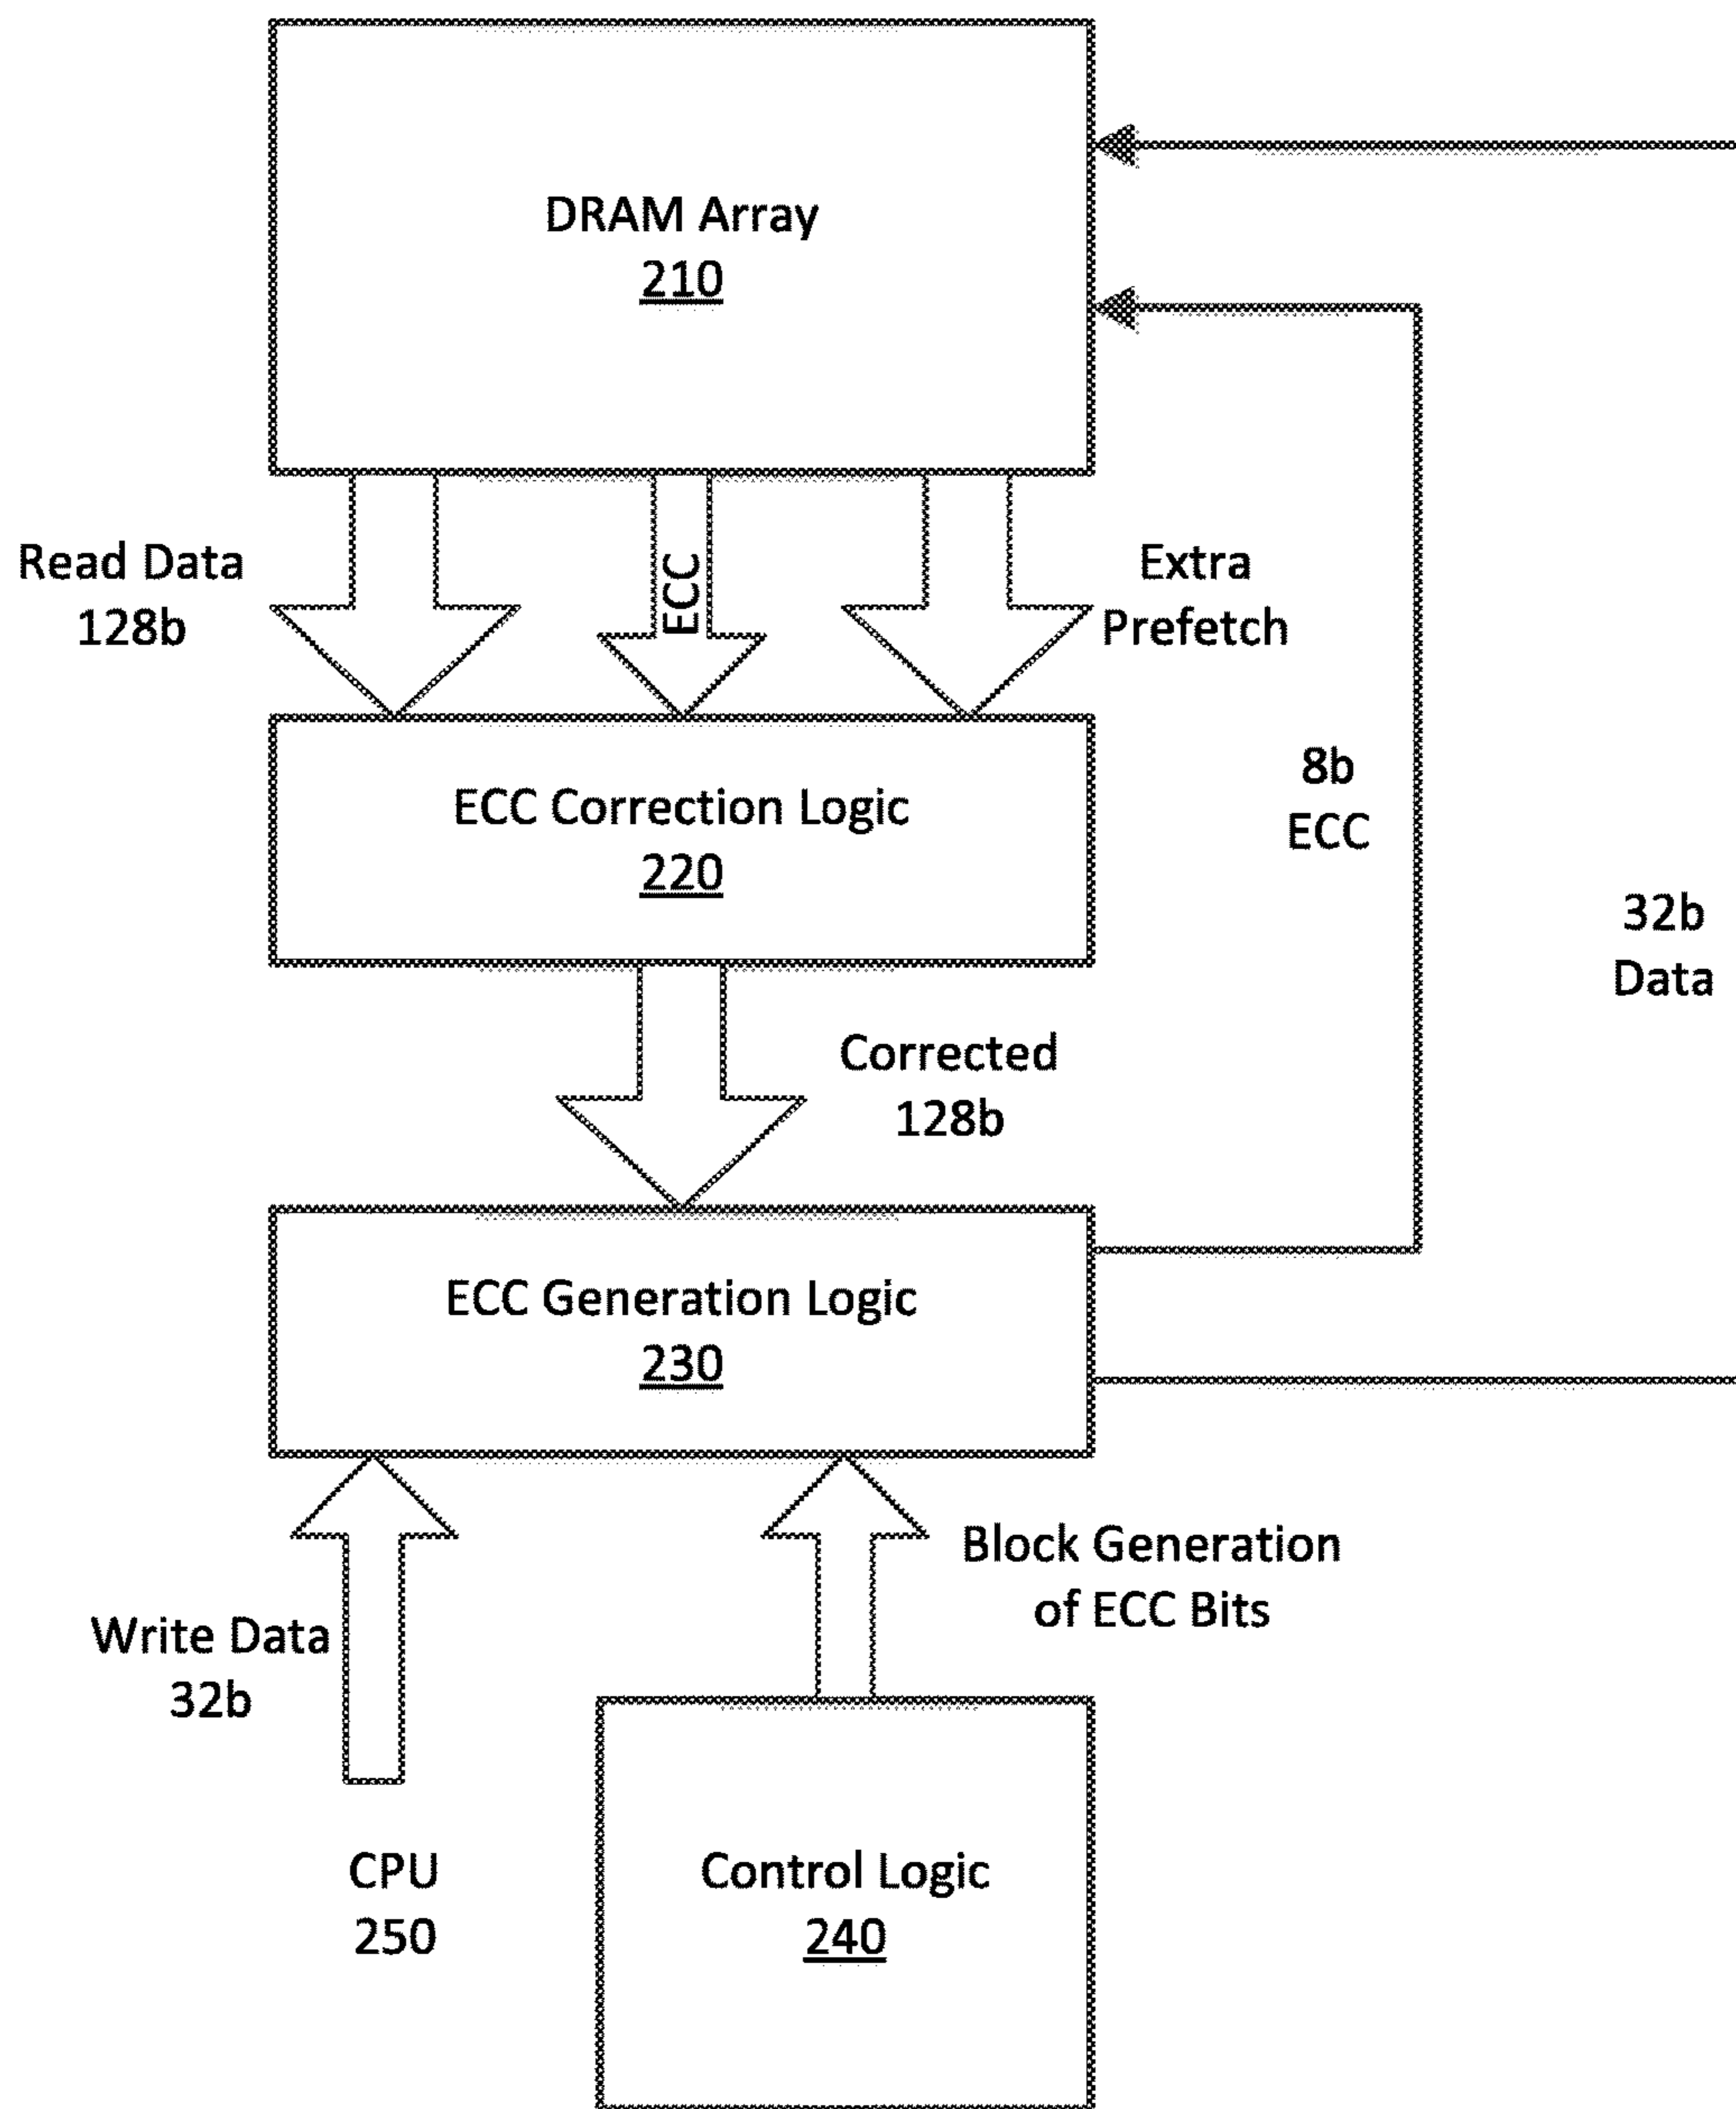 DRAM Array
210
Read Data
128b
ECC
Extra
Prefetch
ECC Correction Logic
220
8b
ECC
32b
Data
Corrected
128b
ECC Generation Logic
230
Write Data
32b
Block Generation
of ECC Bits
CPU
250
Control Logic
240